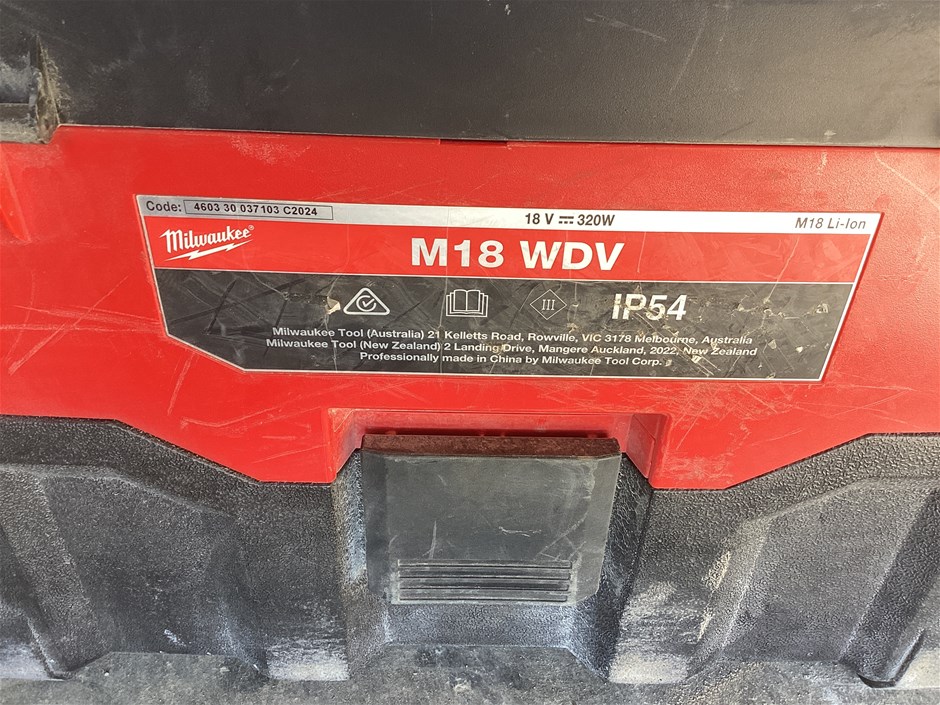 Code: 4603 30 037103 C2024
18 V ⎓ 320W
M18 Li-Ion
Milwaukee®
M18 WDV
III
IP54
Milwaukee Tool (Australia) 21 Kelletts Road, Rowville, VIC 3178 Melbourne, Australia
Milwaukee Tool (New Zealand) 2 Landing Drive, Mangere Auckland, 2022, New Zealand
Professionally made in China by Milwaukee Tool Corp.